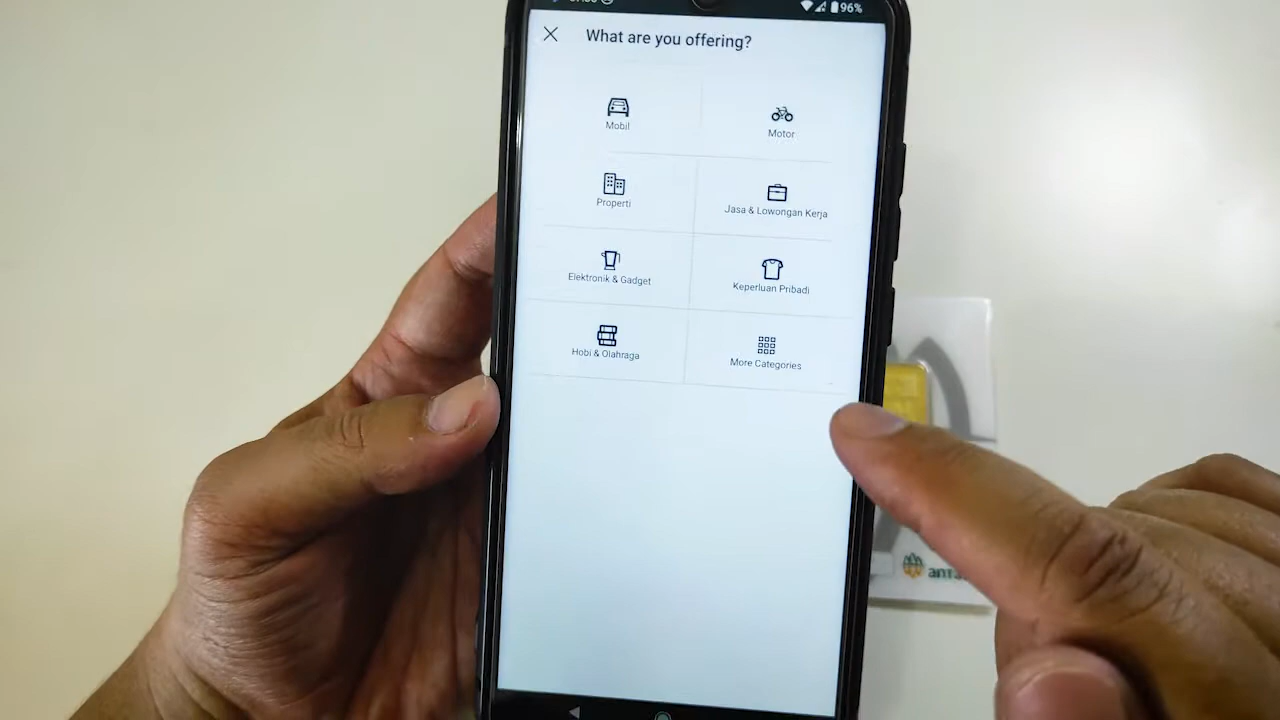 96%
What are you offering?
Mobil
Motor
Properti
Jasa & Lowongan Kerja
Elektronik & Gadget
Keperluan Pribadi
Hobi & Olahraga
More Categories